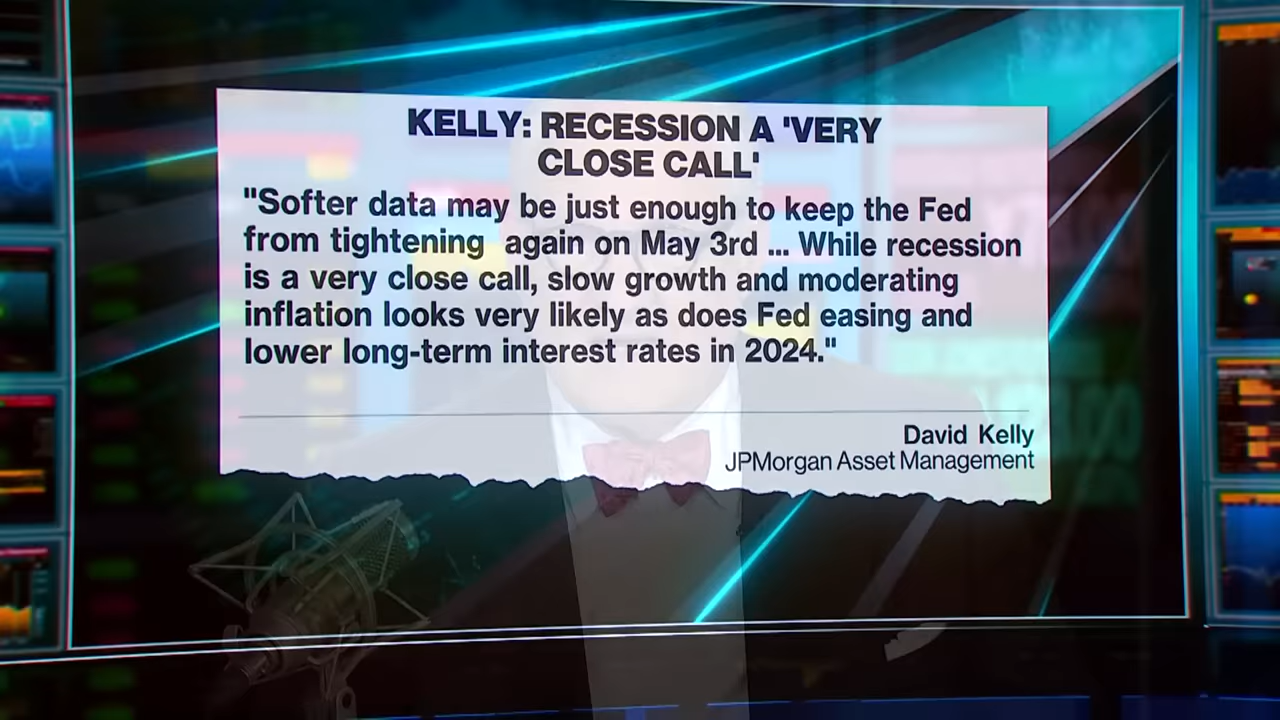 KELLY: RECESSION A 'VERY
CLOSE CALL'
"Softer data may be just enough to keep the Fed
from tightening  again on May 3rd ... While recession
is a very close call, slow growth and moderating
inflation looks very likely as does Fed easing and
lower long-term interest rates in 2024."
David Kelly
JPMorgan Asset Management